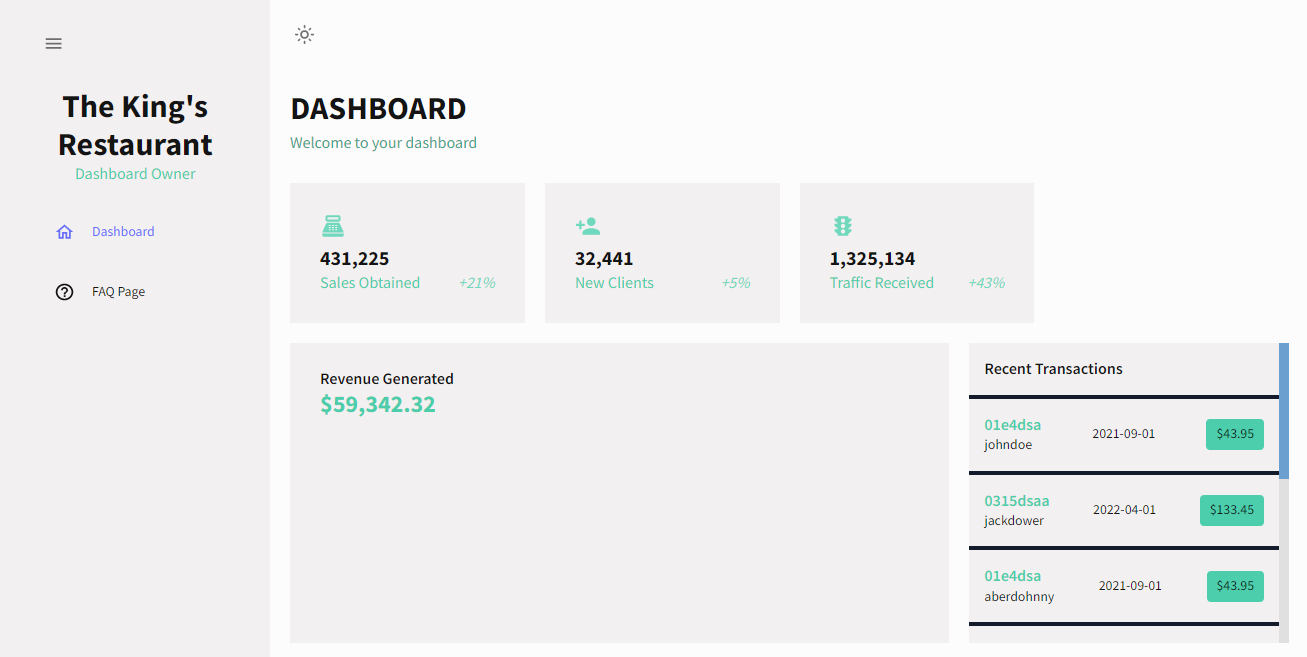 The King's
Restaurant
Dashboard Owner
Dashboard
FAQ Page
DASHBOARD
Welcome to your dashboard
431,225
Sales Obtained +21%
32,441
New Clients +5%
1,325,134
Traffic Received +43%
Revenue Generated
$59,342.32
Recent Transactions
01e4dsa
johndoe
2021-09-01
$43.95
0315dsaa
jackdower
2022-04-01
$133.45
01e4dsa
aberdohnny
2021-09-01
$43.95